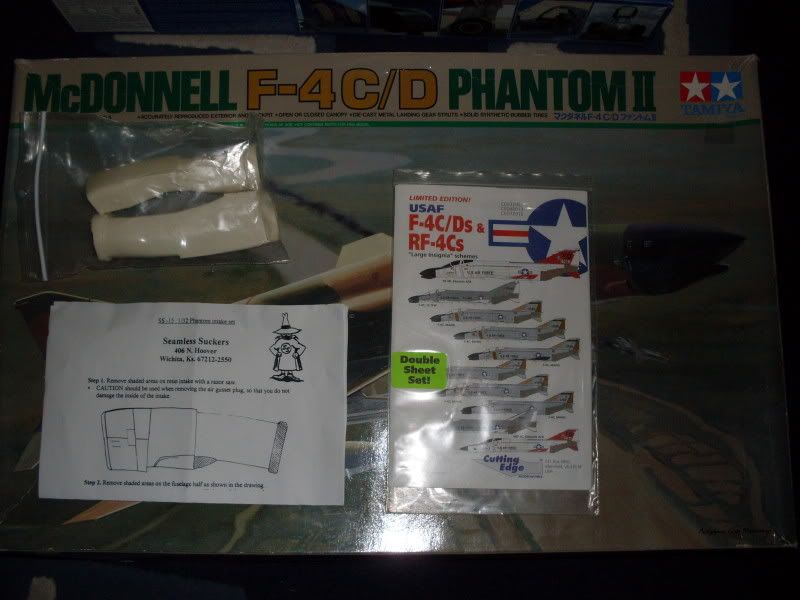 McDONNELL F-4C/D PHANTOM II
TAMIYA
•ACCURATELY REPRODUCED EXTERIOR AND COCKPIT •OPEN OR CLOSED CANOPY •DIE-CAST METAL LANDING GEAR STRUTS •SOLID SYNTHETIC RUBBER TIRES
マクダネルF-4 C/D ファントムII
LIMITED EDITION!
USAF
F-4C/Ds &
RF-4Cs
"Large Insignia" schemes
Double
Sheet
Set!
Cutting
Edge
1/32 Phantom intake set
Seamless Suckers
406 N. Hoover
Wichita, Ks. 67212-2550
Step 1. Remove shaded areas on resin intake with a razor saw.
• CAUTION should be used when removing the air gusset plug, so that you do not
damage the inside of the intake.
Step 2. Remove shaded areas on the fuselage half as shown in the drawing.